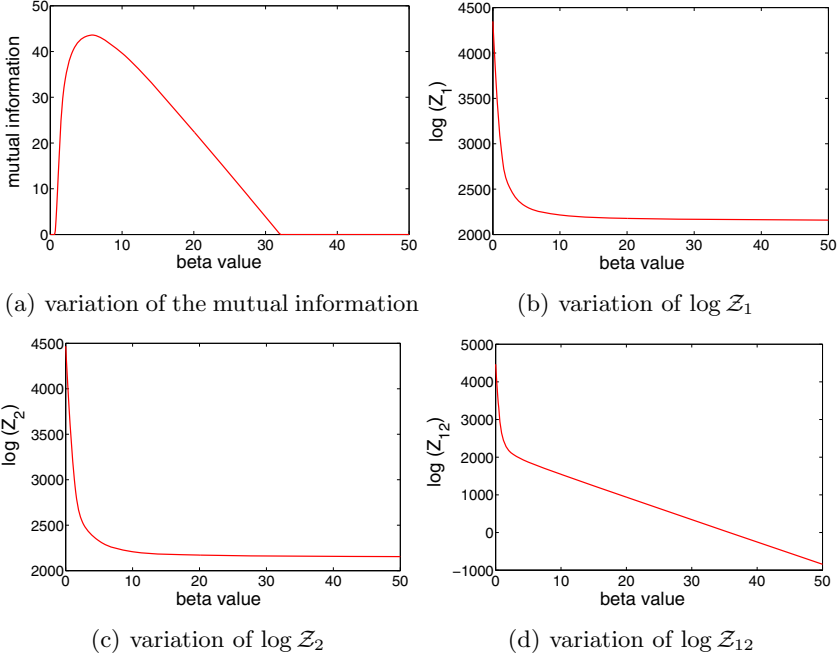 50
40
30
20
10
0
mutual information
0 10 20 30 40 50
beta value
(a) variation of the mutual information
4500
4000
3500
3000
2500
2000
log (Z₁)
0 10 20 30 40 50
beta value
(b) variation of log 𝒵₁
4500
4000
3500
3000
2500
2000
log (Z₂)
0 10 20 30 40 50
beta value
(c) variation of log 𝒵₂
5000
4000
3000
2000
1000
0
−1000
log (Z₁₂)
0 10 20 30 40 50
beta value
(d) variation of log 𝒵₁₂